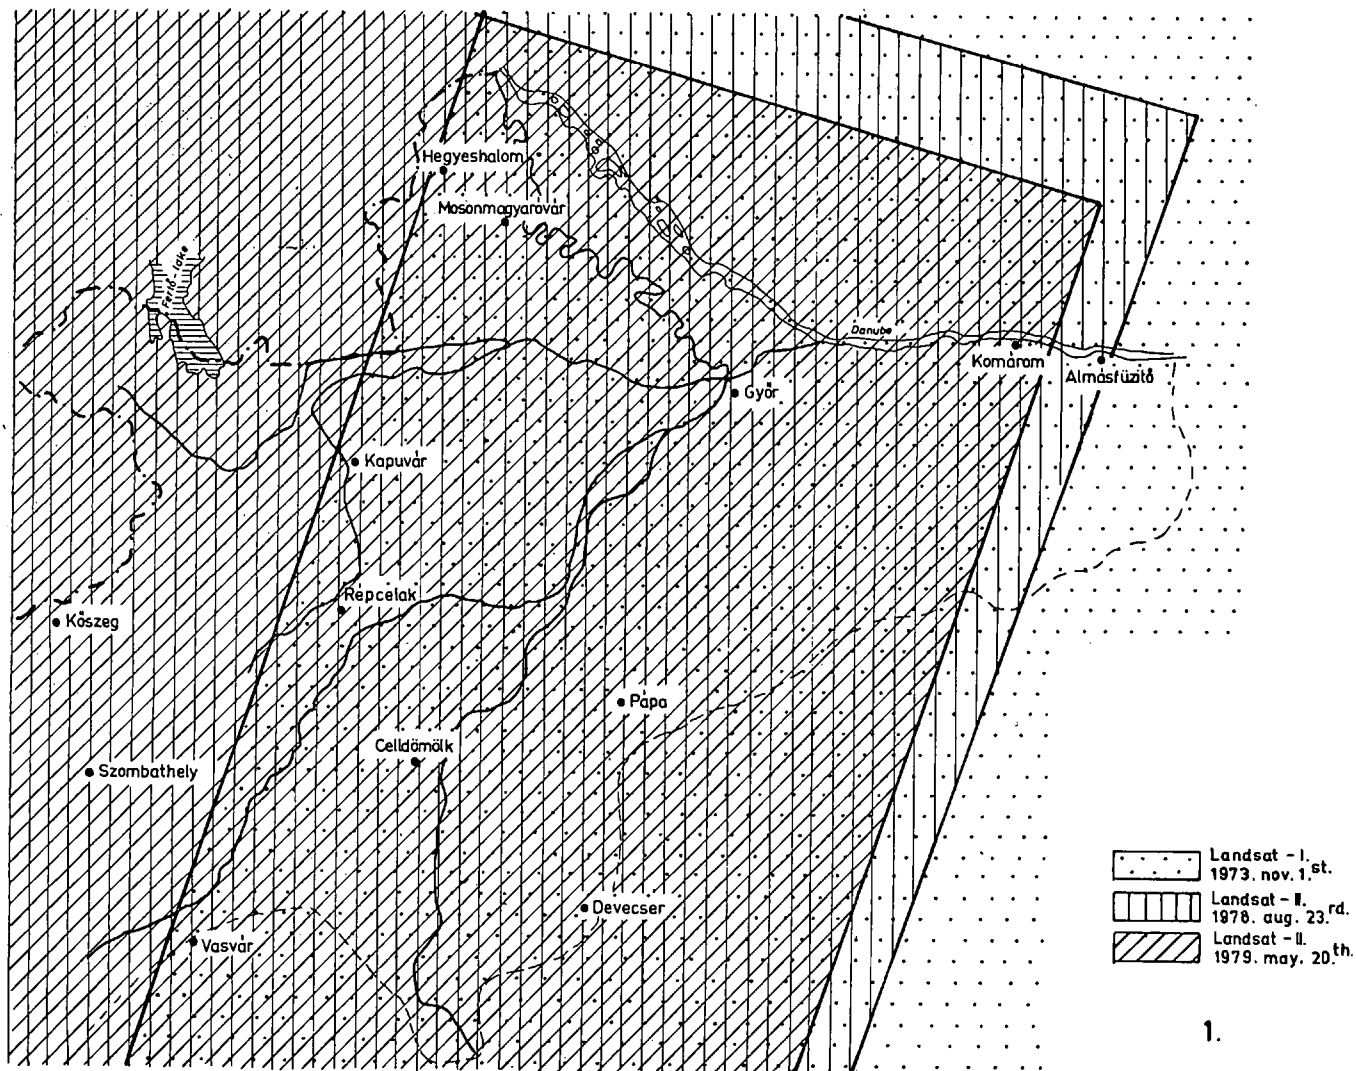 Hegyeshalom
Mosonmagyaróvár
Fertő-lake
Danube
Komárom
Almásfüzitő
Győr
Kapuvár
Répcelak
Kőszeg
Pápa
Celldömölk
Szombathely
Devecser
Vasvár
Landsat - I.
1973. nov. 1.st.
Landsat - II.
1978. aug. 23.rd.
Landsat - II.
1979. may. 20.th.
1.